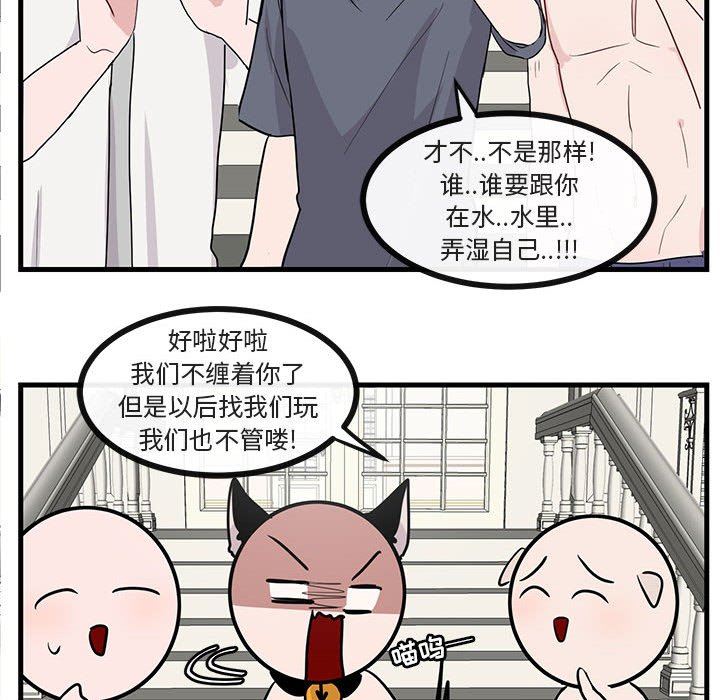 才不..不是那样!
谁..谁要跟你
在水..水里..
弄湿自己..!!!
好啦好啦
我们不缠着你了
但是以后找我们玩
我们也不管喽!
喵呜—